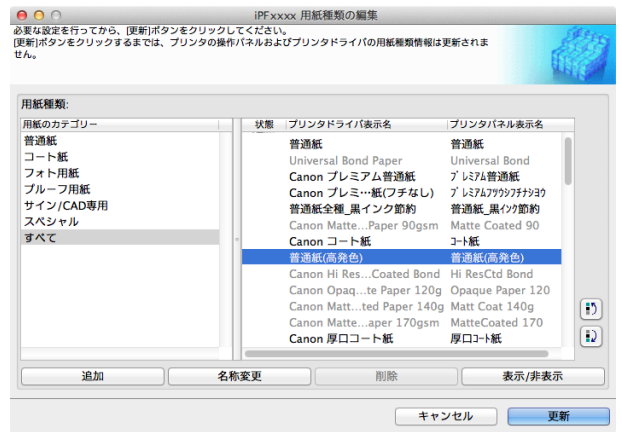 iPFxxxx 用紙種類の編集
必要な設定を行ってから、[更新]ボタンをクリックしてください。
[更新]ボタンをクリックするまでは、プリンタの操作パネルおよびプリンタドライバの用紙種類情報は更新されま
せん。
用紙種類:
用紙のカテゴリー
状態 プリンタドライバ表示名 プリンタパネル表示名
普通紙
コート紙
フォト用紙
プルーフ用紙
サイン/CAD専用
スペシャル
すべて
普通紙 普通紙
Universal Bond Paper Universal Bond
Canon プレミアム普通紙 プレミアム普通紙
Canon プレミ…紙(フチなし) プレミアムフツウシフチナシヨウ
普通紙全種_黒インク節約 普通紙_黒インク節約
Canon Matte…Paper 90gsm Matte Coated 90
Canon コート紙 コート紙
普通紙(高発色) 普通紙(高発色)
Canon Hi Res…Coated Bond Hi ResCtd Bond
Canon Opaq…te Paper 120g Opaque Paper 120
Canon Matt…ted Paper 140g Matt Coat 140g
Canon Matte…aper 170gsm MatteCoated 170
Canon 厚口コート紙 厚口コート紙
追加 名称変更 削除 表示/非表示
キャンセル 更新